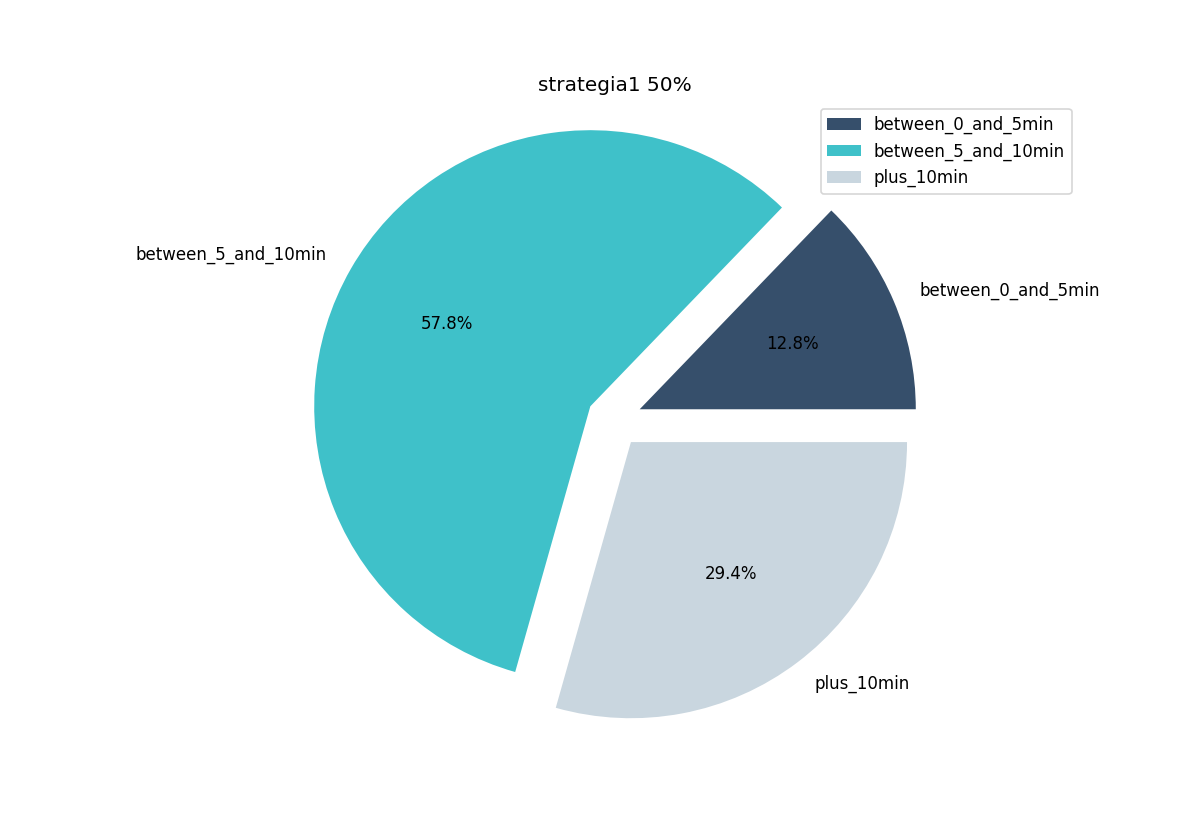 strategia1 50%
between_0_and_5min
between_5_and_10min
plus_10min
between_5_and_10min
between_0_and_5min
57.8%
12.8%
29.4%
plus_10min